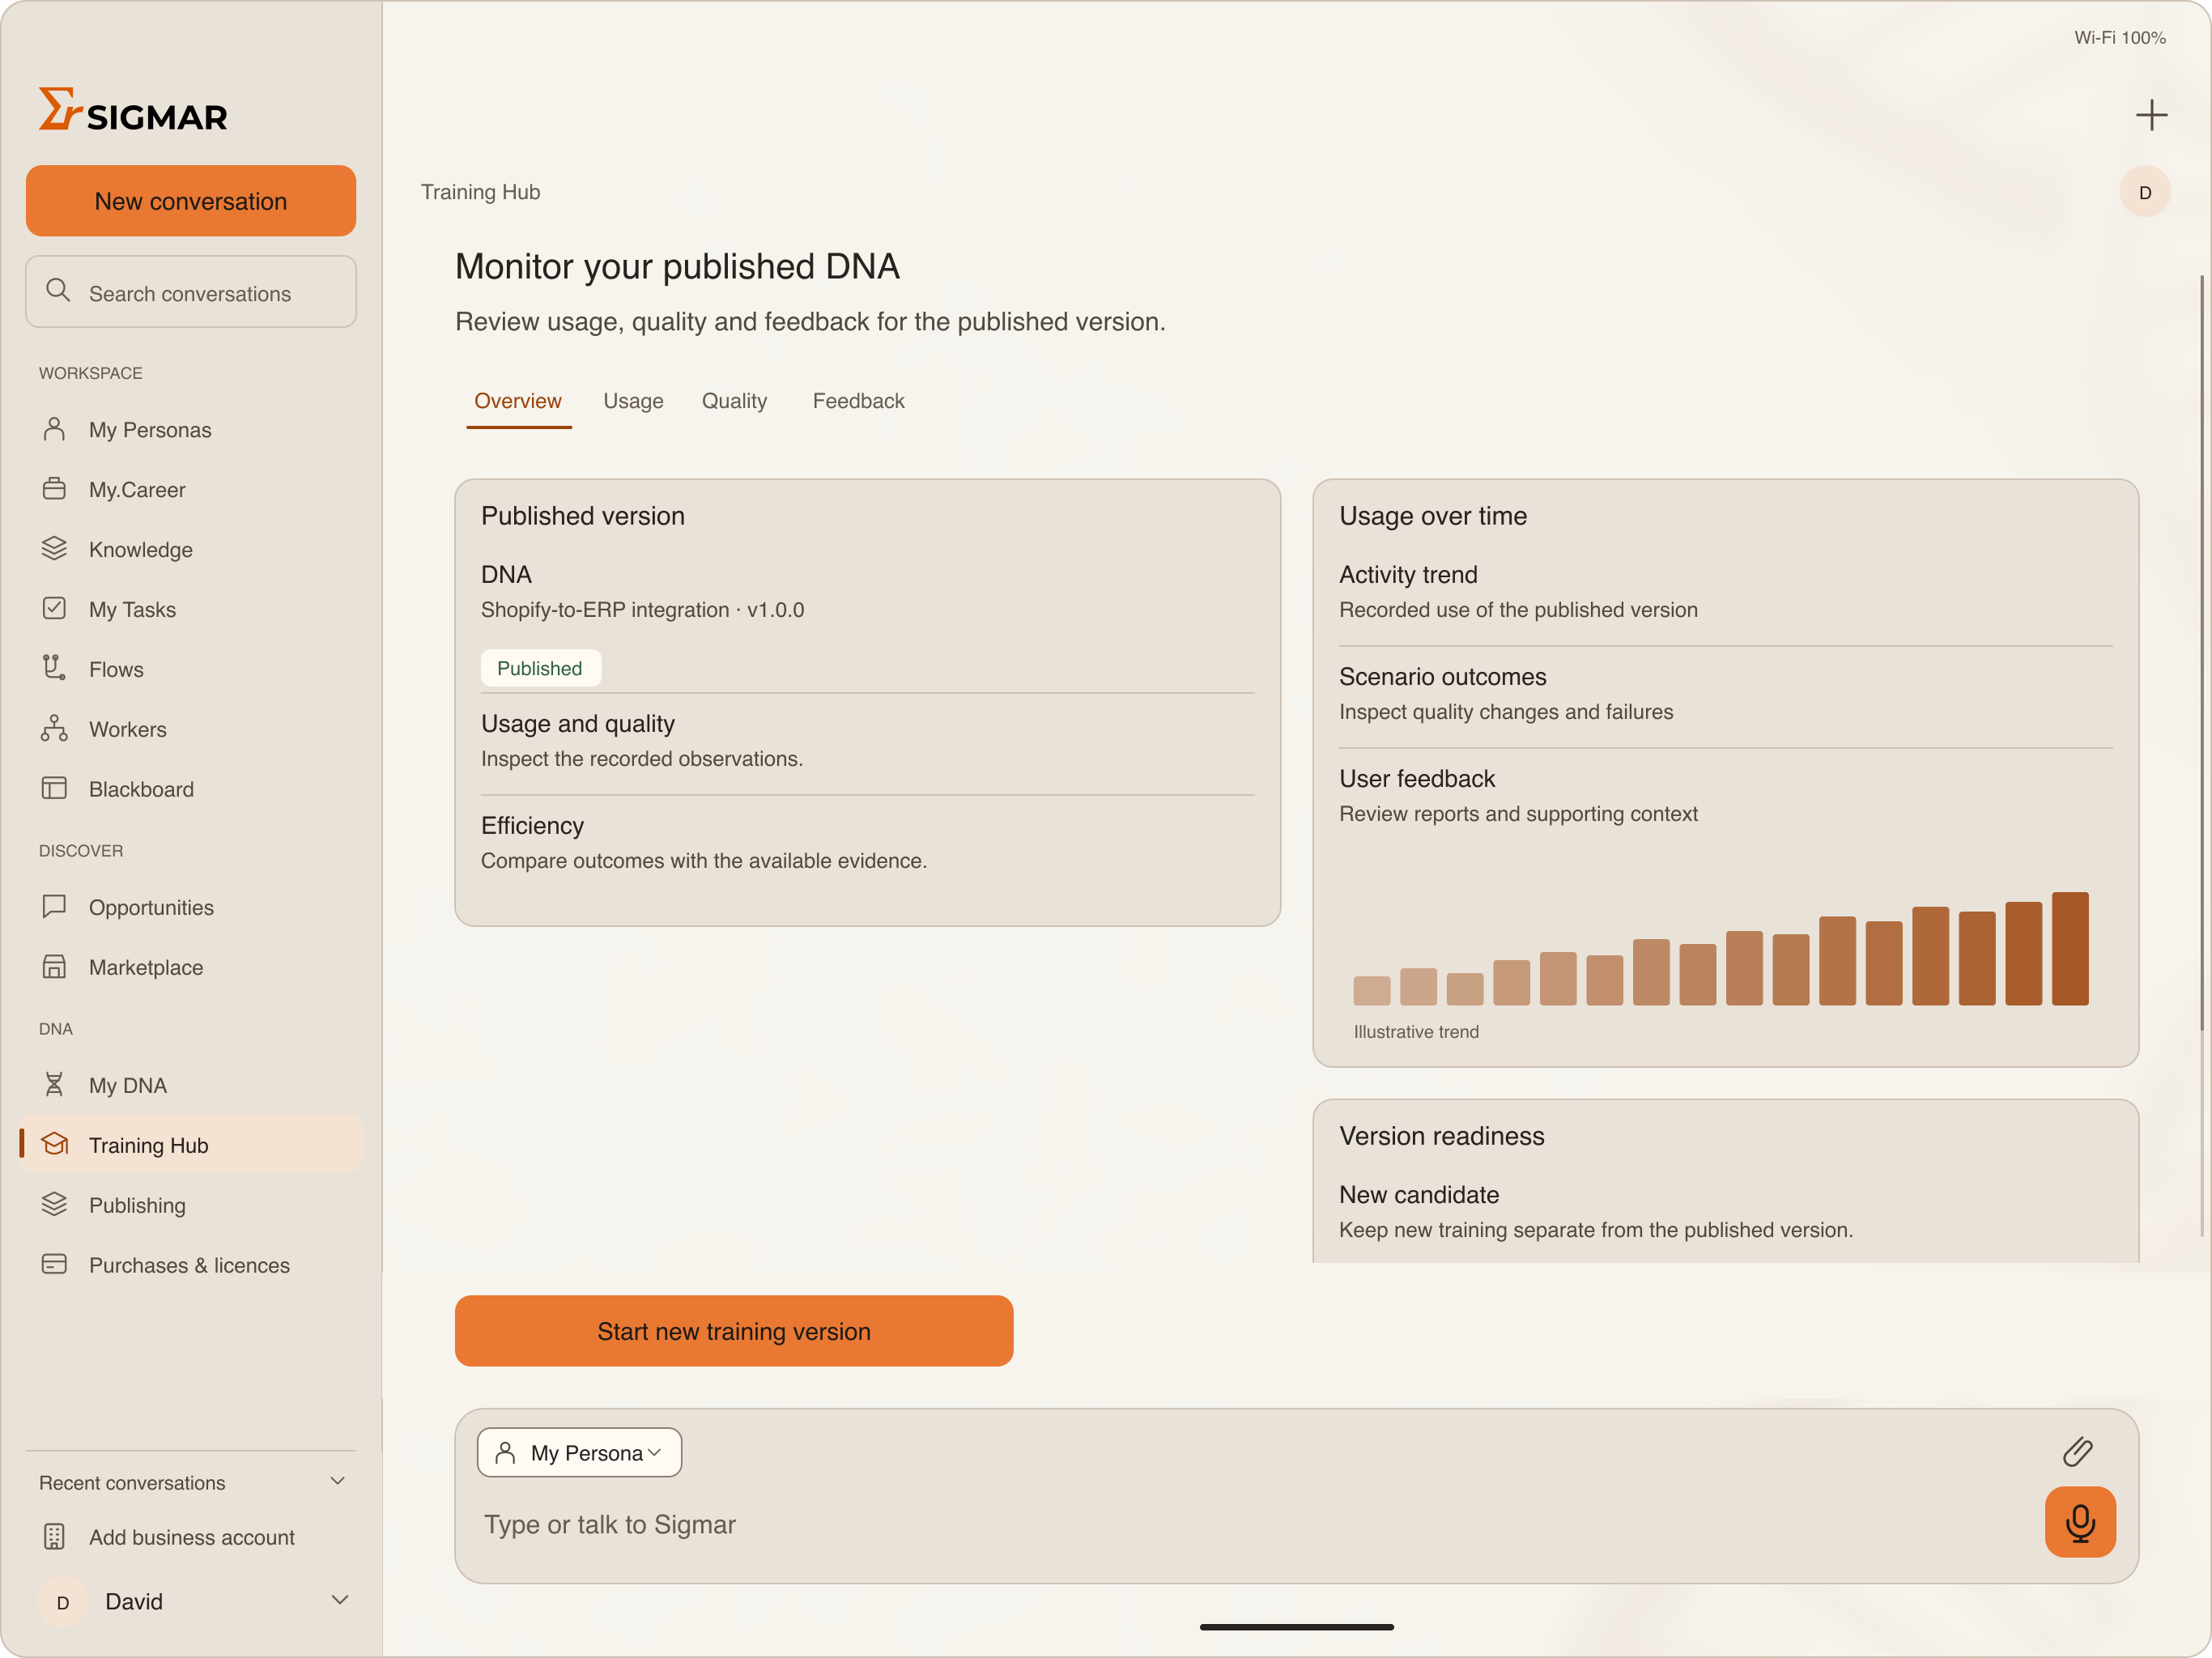 Wi-Fi 100%
Σr SIGMAR
New conversation
Search conversations
WORKSPACE
My Personas
My.Career
Knowledge
My Tasks
Flows
Workers
Blackboard
DISCOVER
Opportunities
Marketplace
DNA
My DNA
Training Hub
Publishing
Purchases & licences
Recent conversations
Add business account
D
David
Training Hub
D
Monitor your published DNA
Review usage, quality and feedback for the published version.
Overview
Usage
Quality
Feedback
Published version
DNA
Shopify-to-ERP integration · v1.0.0
Published
Usage and quality
Inspect the recorded observations.
Efficiency
Compare outcomes with the available evidence.
Usage over time
Activity trend
Recorded use of the published version
Scenario outcomes
Inspect quality changes and failures
User feedback
Review reports and supporting context
Illustrative trend
Version readiness
New candidate
Keep new training separate from the published version.
Start new training version
My Persona
Type or talk to Sigmar